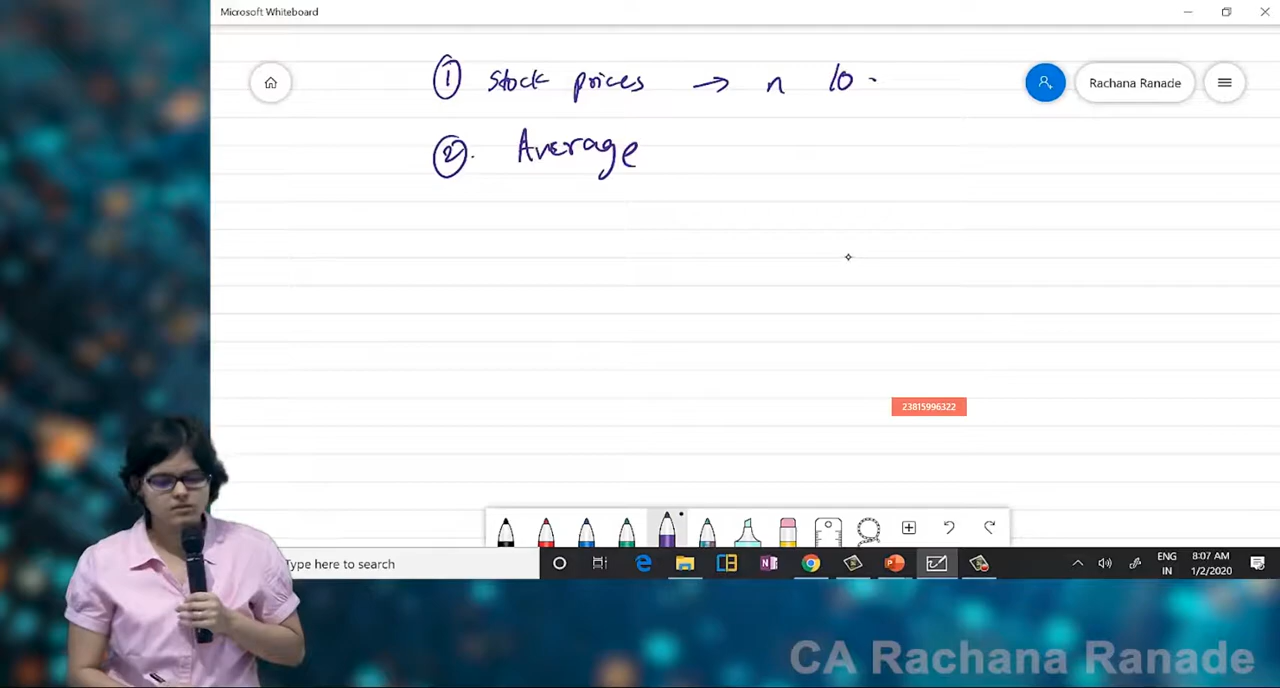 Microsoft Whiteboard
① Stock prices → n 10
Rachana Ranade
②. Average
23815996322
Type here to search
ENG
IN
8:07 AM
1/2/2020
CA Rachana Ranade